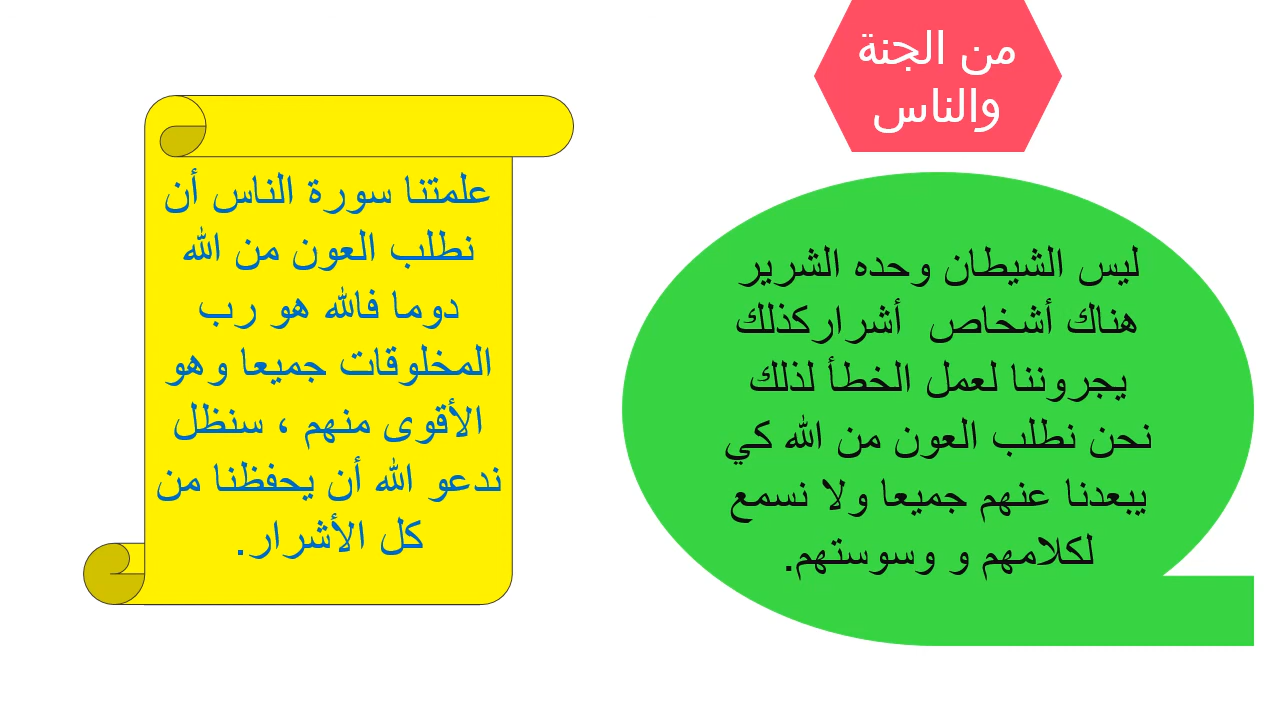 من الجنة
والناس
ليس الشيطان وحده الشرير
هناك أشخاص أشراركذلك
يجروننا لعمل الخطأ لذلك
نحن نطلب العون من الله كي
يبعدنا عنهم جميعا ولا نسمع
لكلامهم و وسوستهم.
علمتنا سورة الناس أن
نطلب العون من الله
دوما فالله هو رب
المخلوقات جميعا وهو
الأقوى منهم ، سنظل
ندعو الله أن يحفظنا من
كل الأشرار.